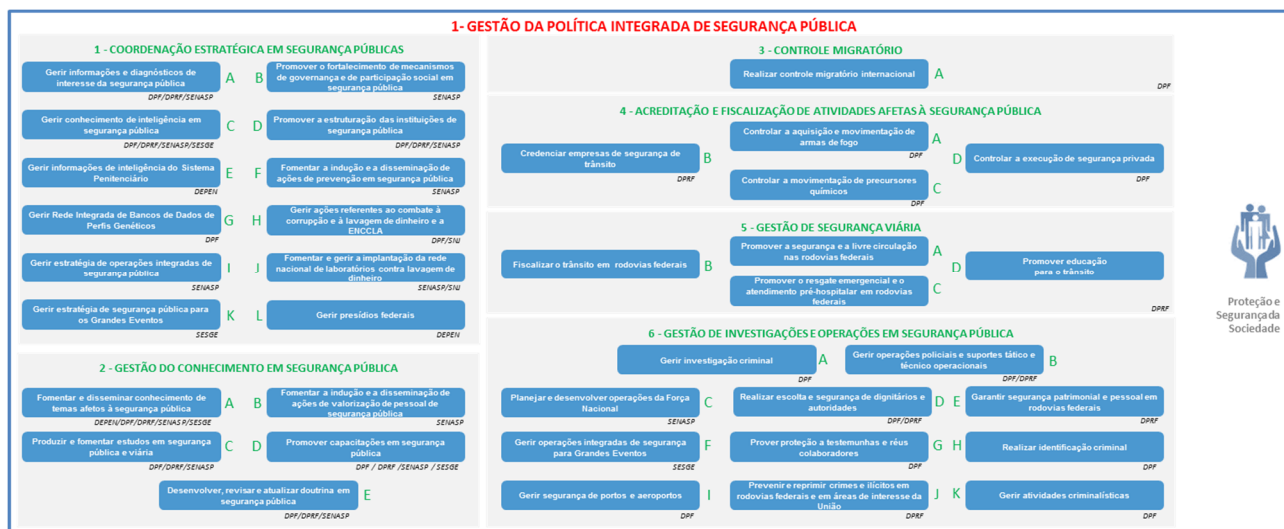 1- GESTÃO DA POLÍTICA INTEGRADA DE SEGURANÇA PÚBLICA
1 - COORDENAÇÃO ESTRATÉGICA EM SEGURANÇA PÚBLICAS
Gerir informações e diagnósticos de
interesse da segurança pública
A
DPF/DPRF/SENASP
B
Promover o fortalecimento de mecanismos
de governança e de participação social em
segurança pública
SENASP
Gerir conhecimento de inteligência em
segurança pública
C
DPF/DPRF/SENASP/SESGE
D
Promover a estruturação das instituições de
segurança pública
DPF/DPRF/SENASP
Gerir informações de inteligência do Sistema
Penitenciário
E
DEPEN
F
Fomentar a indução e a disseminação de
ações de prevenção em segurança pública
SENASP
Gerir Rede Integrada de Bancos de Dados de
Perfis Genéticos
G
DPF
H
Gerir ações referentes ao combate à
corrupção e à lavagem de dinheiro e a
ENCCLA
DPF/SNJ
Gerir estratégia de operações integradas de
segurança pública
I
SENASP
J
Fomentar e gerir a implantação da rede
nacional de laboratórios contra lavagem de
dinheiro
SENASP/SNJ
Gerir estratégia de segurança pública para
os Grandes Eventos
K
SESGE
L
Gerir presídios federais
DEPEN
2 - GESTÃO DO CONHECIMENTO EM SEGURANÇA PÚBLICA
Fomentar e disseminar conhecimento de
temas afetos à segurança pública
A
DEPEN/DPF/DPRF/SENASP/SESGE
B
Fomentar a indução e a disseminação de
ações de valorização de pessoal de
segurança pública
SENASP
Produzir e fomentar estudos em segurança
pública e viária
C
DPF/DPRF/SENASP
D
Promover capacitações em segurança
pública
DPF / DPRF /SENASP / SESGE
Desenvolver, revisar e atualizar doutrina em
segurança pública
E
DPF/DPRF/SENASP
3 - CONTROLE MIGRATÓRIO
Realizar controle migratório internacional
A
DPF
4 - ACREDITAÇÃO E FISCALIZAÇÃO DE ATIVIDADES AFETAS À SEGURANÇA PÚBLICA
Controlar a aquisição e movimentação de
armas de fogo
A
DPF
Credenciar empresas de segurança de
trânsito
B
DPRF
Controlar a movimentação de precursores
químicos
C
DPF
D
Controlar a execução de segurança privada
DPF
5 - GESTÃO DE SEGURANÇA VIÁRIA
Promover a segurança e a livre circulação
nas rodovias federais
A
Fiscalizar o trânsito em rodovias federais
B
Promover o resgate emergencial e o
atendimento pré-hospitalar em rodovias
federais
C
D
Promover educação
para o trânsito
DPRF
6 - GESTÃO DE INVESTIGAÇÕES E OPERAÇÕES EM SEGURANÇA PÚBLICA
Gerir investigação criminal
A
DPF
Gerir operações policiais e suportes tático e
técnico operacionais
B
DPF/DPRF
Planejar e desenvolver operações da Força
Nacional
C
SENASP
Realizar escolta e segurança de dignitários e
autoridades
D
DPF/DPRF
E
Garantir segurança patrimonial e pessoal em
rodovias federais
DPRF
Gerir operações integradas de segurança
para Grandes Eventos
F
SESGE
Prover proteção a testemunhas e réus
colaboradores
G
DPF
H
Realizar identificação criminal
DPF
Gerir segurança de portos e aeroportos
I
DPF
Prevenir e reprimir crimes e ilícitos em
rodovias federais e em áreas de interesse da
União
J
DPRF
K
Gerir atividades criminalísticas
DPF
Proteção e
Segurança da
Sociedade